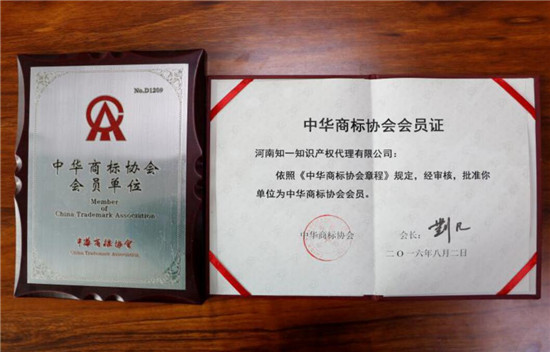 No.D1209
中华商标协会
会员单位
Member
of
China Trademark Association
中华商标协会
China Trademark Association
中华商标协会会员证
河南知一知识产权代理有限公司：
依照《中华商标协会章程》规定，经审核，批准你
单位为中华商标协会会员。
中华商标协会
会长：
二〇一六年八月二日